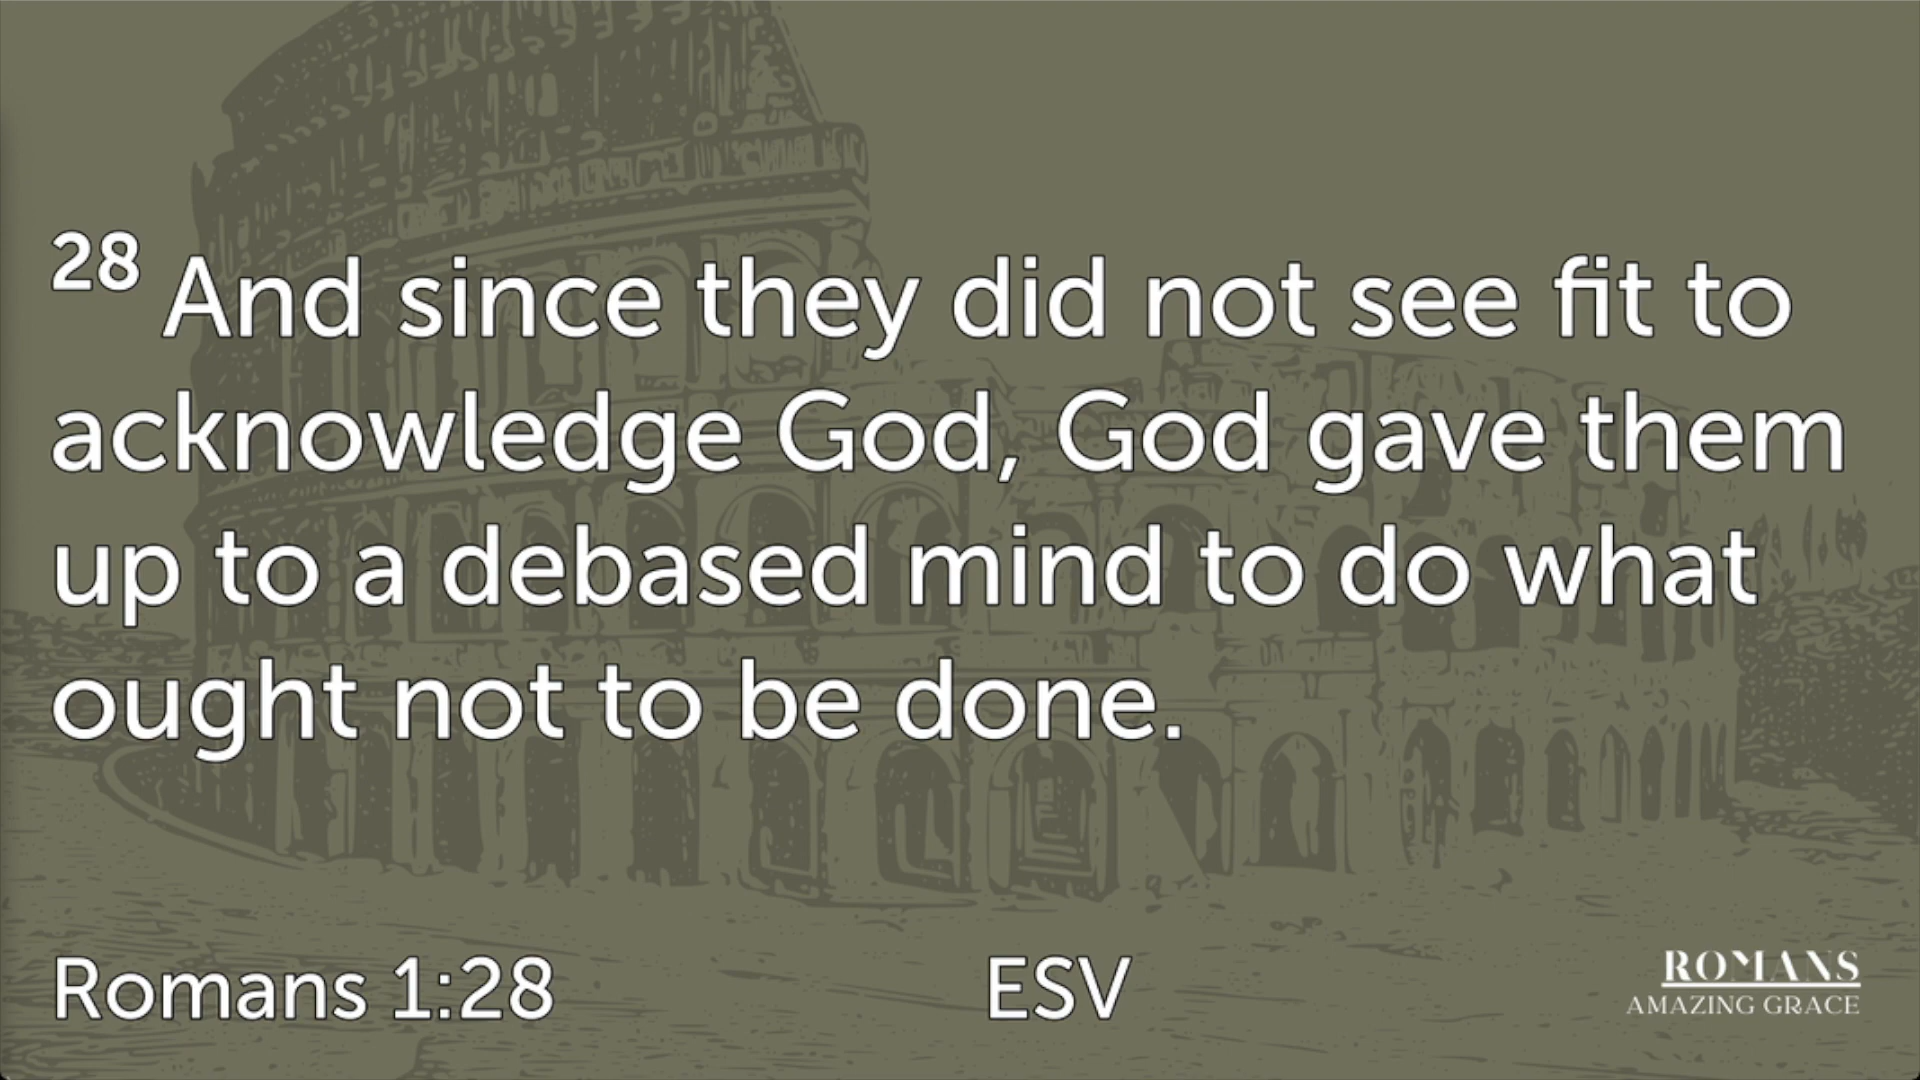 28 And since they did not see fit to
acknowledge God, God gave them
up to a debased mind to do what
ought not to be done.
Romans 1:28 ESV
ROMANS
AMAZING GRACE